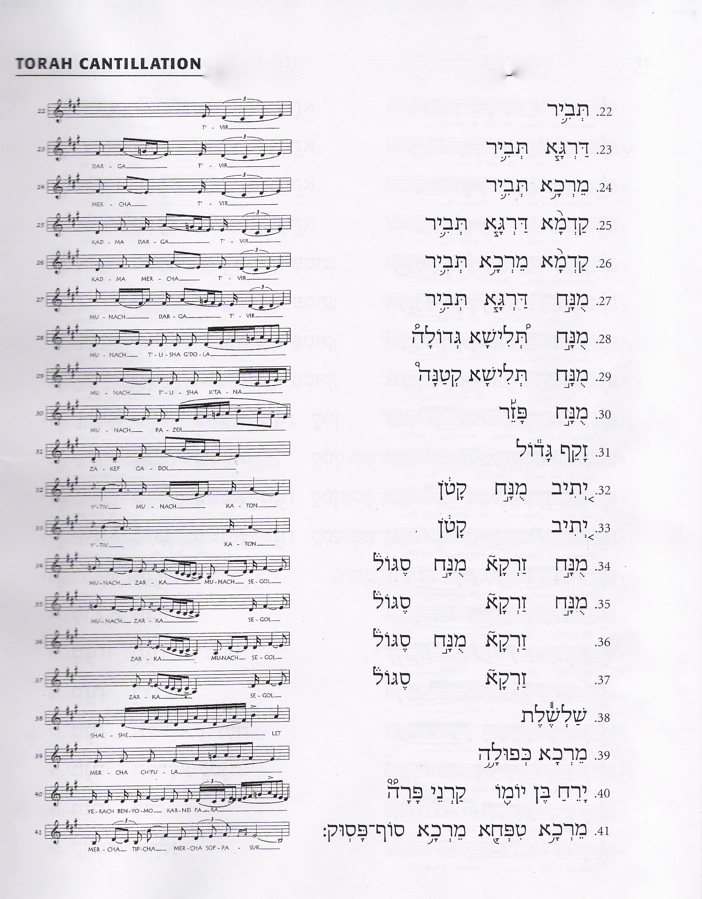 TORAH CANTILLATION
22 T' - VIR 22. תְּבִ֛יר
23 DAR - GA T' - VIR 23. דַּרְגָּ֧א תְּבִ֛יר
24 MER - CHA T' - VIR 24. מֵרְכָ֥א תְּבִ֛יר
25 KAD - MA DAR - GA T' - VIR 25. קַדְמָ֨א דַּרְגָּ֧א תְּבִ֛יר
26 KAD - MA MER - CHA T' - VIR 26. קַדְמָ֨א מֵרְכָ֥א תְּבִ֛יר
27 MU - NACH DAR - GA T' - VIR 27. מֻנַּ֣ח דַּרְגָּ֧א תְּבִ֛יר
28 MU - NACH T' - LI - SHA G'DO - LA 28. מֻנַּ֣ח תְּ֠לִישָׁא גְדוֹלָה֩
29 MU - NACH T' - LI - SHA K'TA - NA 29. מֻנַּ֣ח תְּלִישָׁא קְטַנָּה֩
30 MU - NACH PA - ZER 30. מֻנַּ֣ח פָּזֵ֡ר
31 ZA - KEF GA - DOL 31. זָקֵף גָּד֕וֹל
32 Y' - TIV MU - NACH KA - TON 32. יְ֚תִיב מֻנַּ֣ח קָטֹ֔ן
33 Y' - TIV KA - TON 33. יְ֚תִיב קָטֹ֔ן
34 MU - NACH ZAR - KA MU - NACH SE - GOL 34. מֻנַּ֣ח זַרְקָא֮ מֻנַּ֣ח סֶגּוֹל֒
35 MU - NACH ZAR - KA SE - GOL 35. מֻנַּ֣ח זַרְקָא֮ סֶגּוֹל֒
36 ZAR - KA MUNACH SE - GOL 36. זַרְקָא֮ מֻנַּ֣ח סֶגּוֹל֒
37 ZAR - KA SE - GOL 37. זַרְקָא֮ סֶגּוֹל֒
38 SHAL - SHE LET 38. שַׁלְשֶׁ֓לֶת
39 MER - CHA CH'FU - LA 39. מֵרְכָא כְּפוּלָ֦ה
40 YE - RACH BEN - YO - MO KAR - NEI FA - RA 40. יָרֵחַ בֶּן יוֹמ֪וֹ קַרְנֵי פָרָה֟
41 MER - CHA TIP - CHA MER - CHA SOF - PA - SUK 41. מֵרְכָ֥א טִפְּחָ֖א מֵרְכָ֥א סוֹף־פָּסֽוּק׃